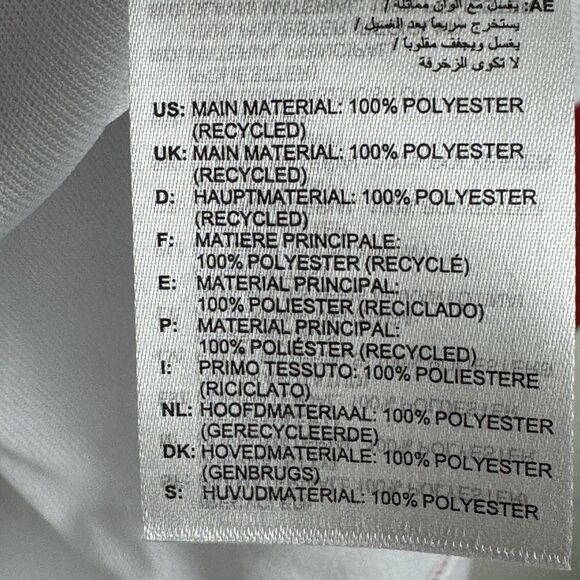 AE: يغسل مع ألوان مماثلة /
يستخرج سريعا بعد الغسيل /
يغسل ويجفف مقلوبا /
لا تكوى الزخرفة
US: MAIN MATERIAL: 100% POLYESTER
(RECYCLED)
UK: MAIN MATERIAL: 100% POLYESTER
(RECYCLED)
D: HAUPTMATERIAL: 100% POLYESTER
(RECYCLED)
F: MATIERE PRINCIPALE:
100% POLYESTER (RECYCLÉ)
E: MATERIAL PRINCIPAL:
100% POLIESTER (RECICLADO)
P: MATERIAL PRINCIPAL:
100% POLIÉSTER (RECYCLED)
I: PRIMO TESSUTO: 100% POLIESTERE
(RICICLATO)
NL: HOOFDMATERIAAL: 100% POLYESTER
(GERECYCLEERDE)
DK: HOVEDMATERIALE: 100% POLYESTER
(GENBRUGS)
S: HUVUDMATERIAL: 100% POLYESTER